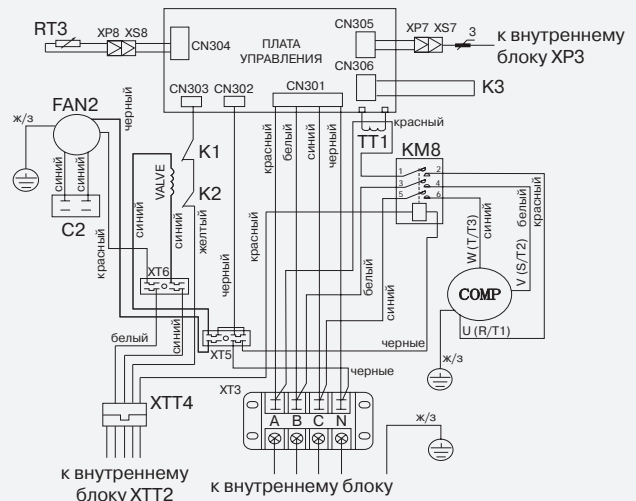 RT3
XP8 XS8
CN304
ПЛАТА
УПРАВЛЕНИЯ
CN305
XP7 XS7
3
к внутреннему
блоку XP3
CN306
K3
CN303
CN302
CN301
FAN2
ж/з
черный
синий
синий
C2
VALVE
синий
синий
красный
K1
K2
желтый
черный
красный
белый
синий
черный
красный
TT1
красный
KM8
1
2
3
4
5
6
белый
синий
W (T/T3)
синий
V (S/T2)
белый
красный
COMP
U (R/T1)
ж/з
XT6
белый
синий
XT5
черные
черные
XTT4
XT3
A
B
C
N
ж/з
к внутреннему
блоку XTT2
к внутреннему блоку